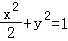 x²/2 + y² = 1